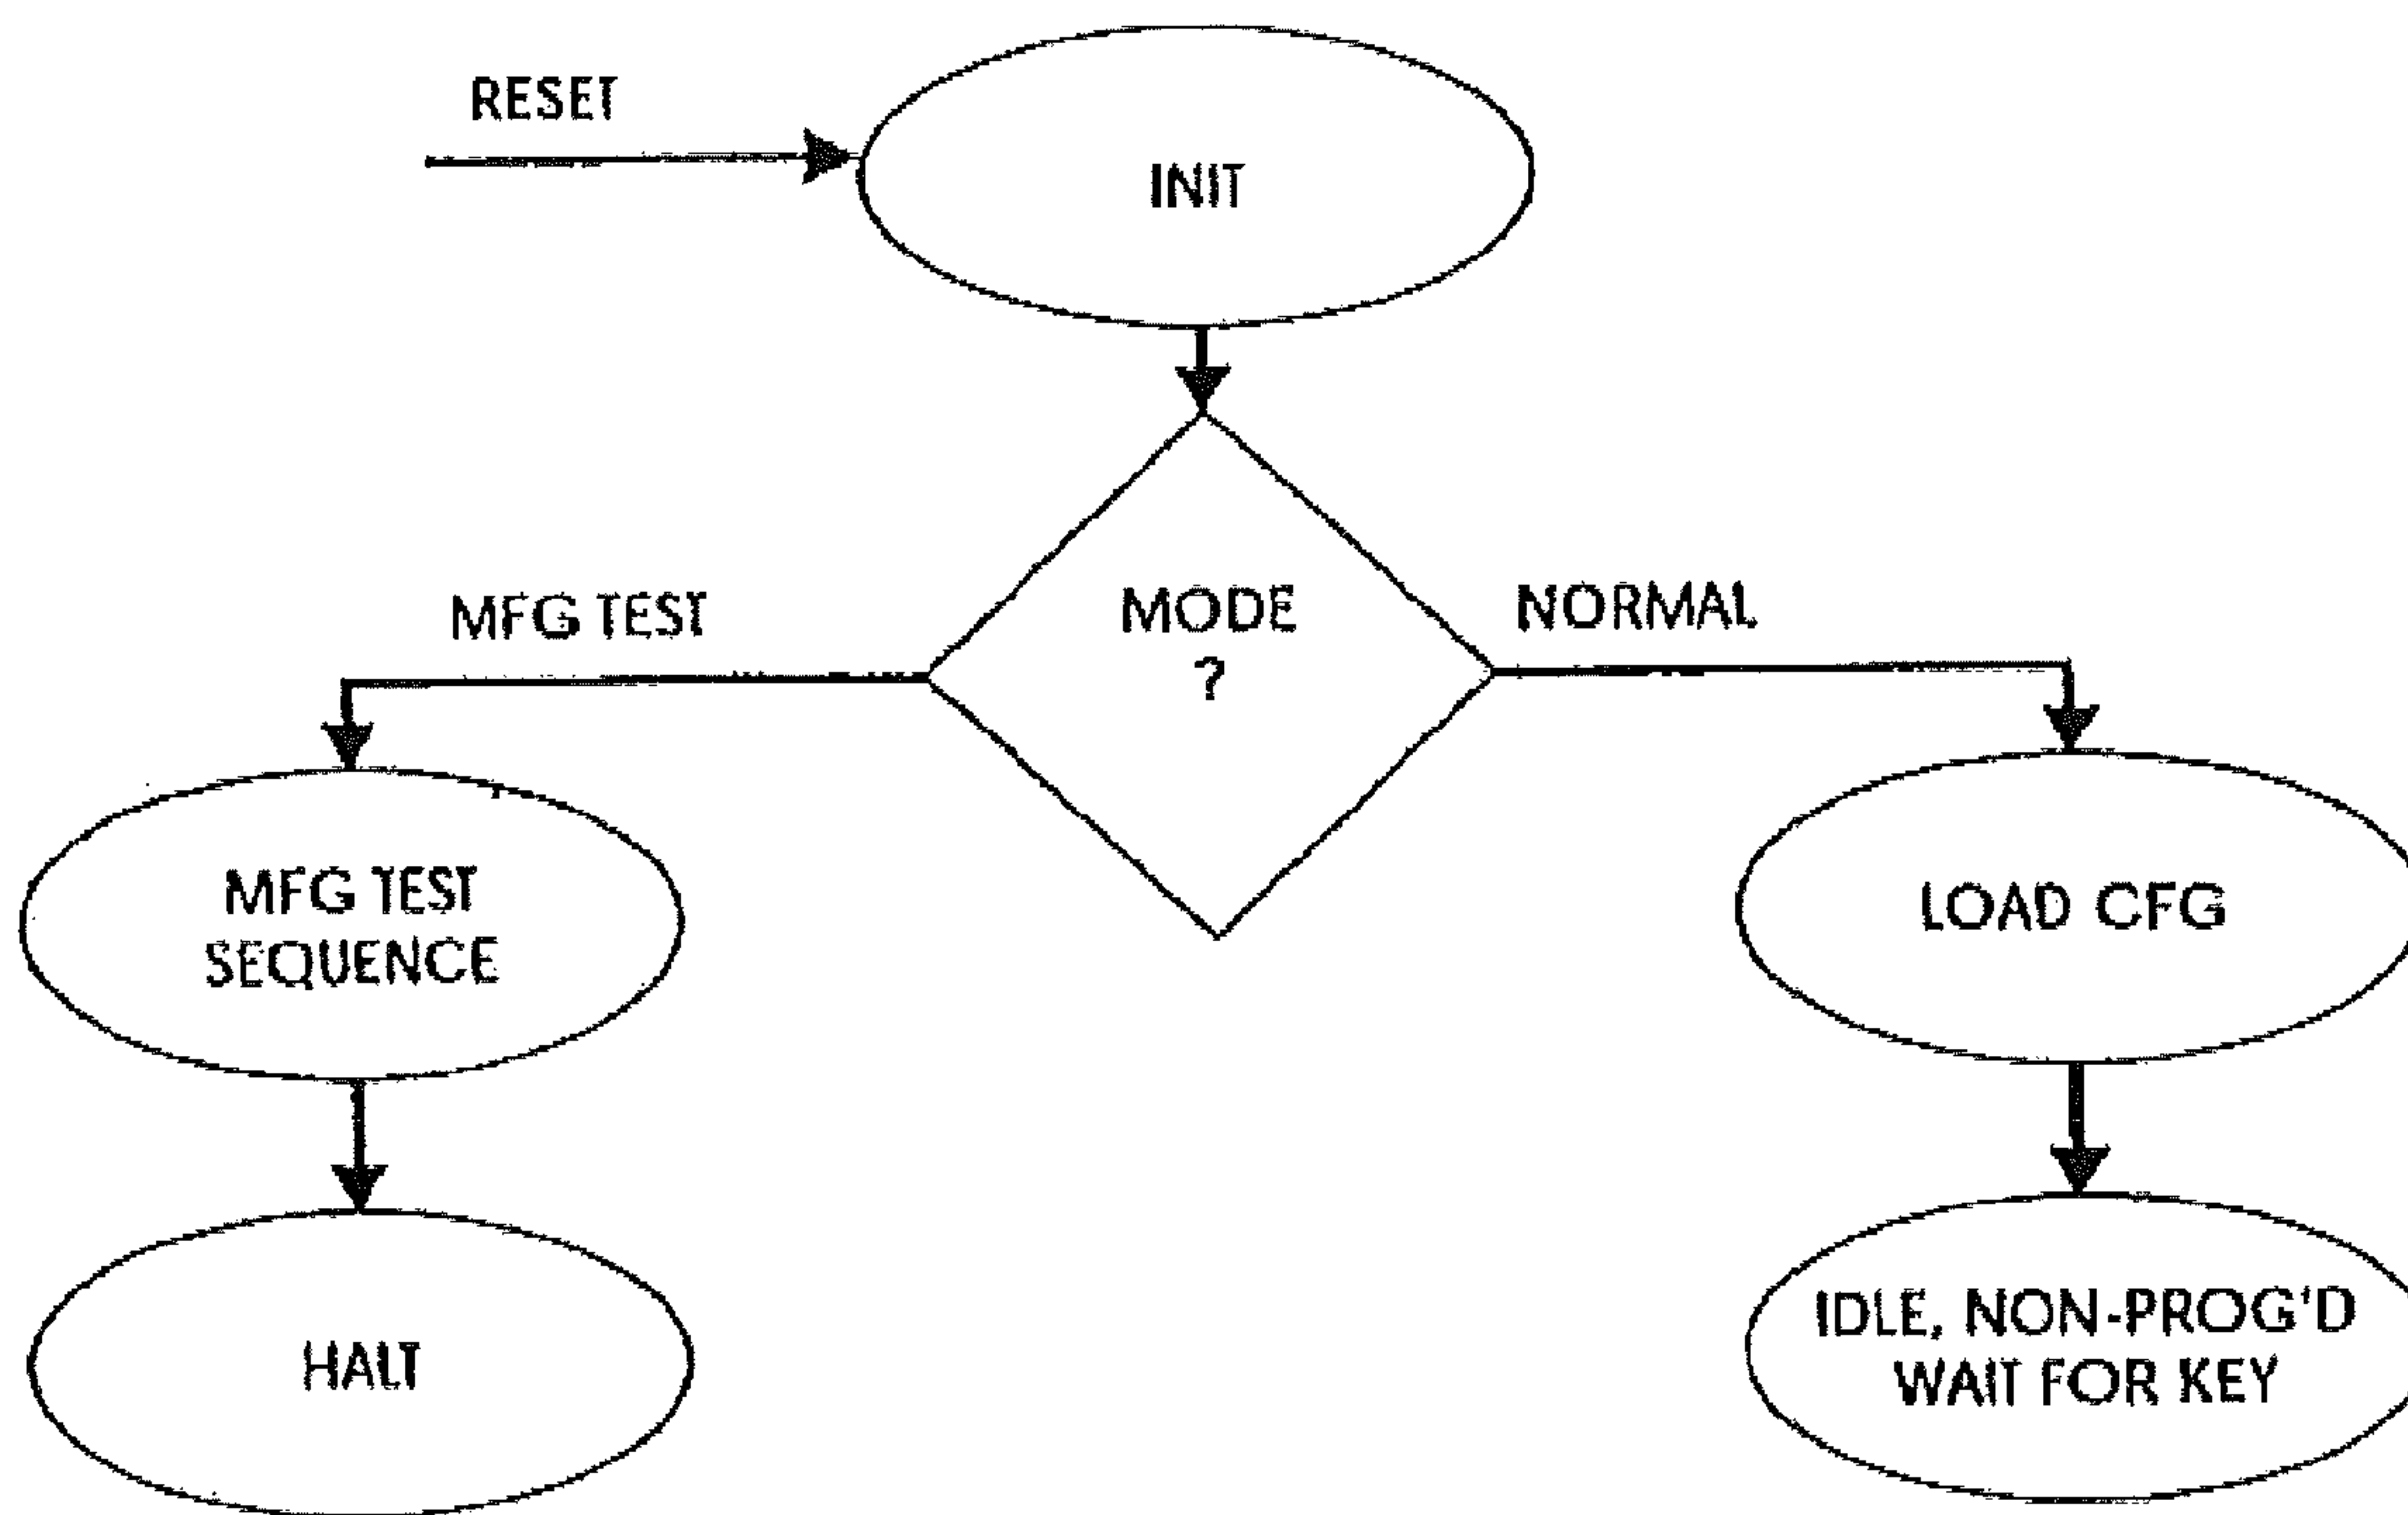 RESET
INIT
MODE
?
MFG TEST
NORMAL
MFG TEST
SEQUENCE
LOAD CFG
HALT
IDLE, NON-PROG'D
WAIT FOR KEY